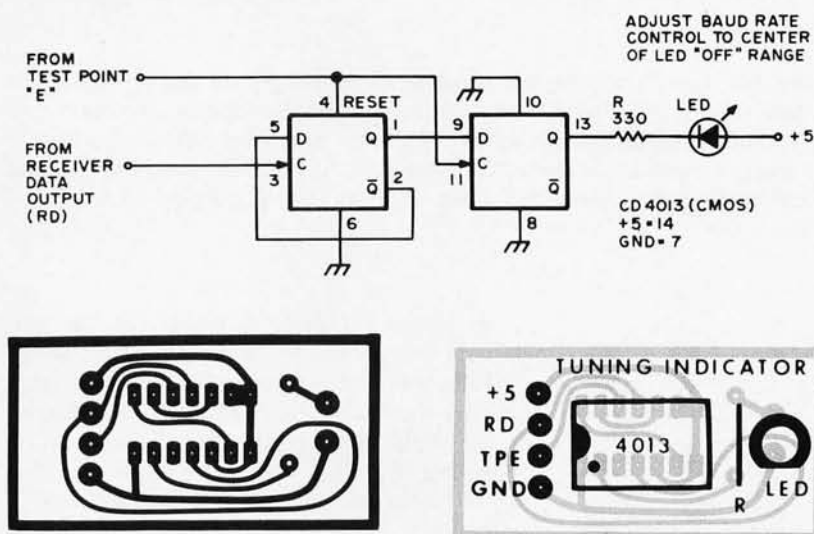 ADJUST BAUD RATE
CONTROL TO CENTER
OF LED "OFF" RANGE
FROM
TEST POINT
"E"
4 RESET
10
R
330
LED
5
D
Q
1
9
D
Q
13
+5
FROM
RECEIVER
DATA
OUTPUT
(RD)
C
3
Q̅
2
C
11
Q̅
6
8
CD4013 (CMOS)
+5=14
GND=7
TUNING INDICATOR
+5
RD
TPE
GND
4013
R
LED